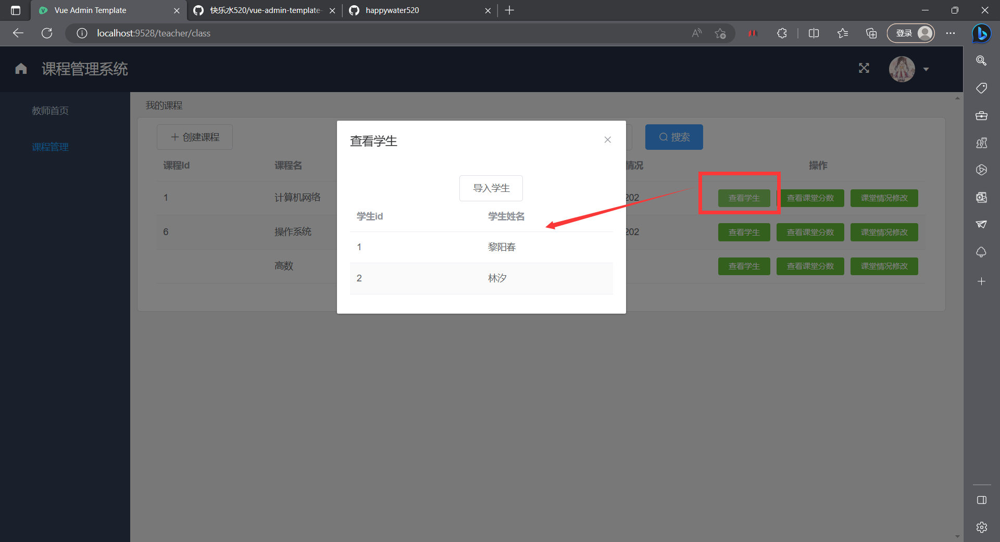 Vue Admin Template
快乐水520/vue-admin-template-
happywater520
localhost:9528/teacher/class
登录
课程管理系统
教师首页
课程管理
我的课程
创建课程
搜索
课程Id 课程名 情况 操作
1 计算机网络 202 查看学生 查看课堂分数 课堂情况修改
6 操作系统 202 查看学生 查看课堂分数 课堂情况修改
高数 查看学生 查看课堂分数 课堂情况修改
查看学生
导入学生
学生id 学生姓名
1 黎阳春
2 林汐